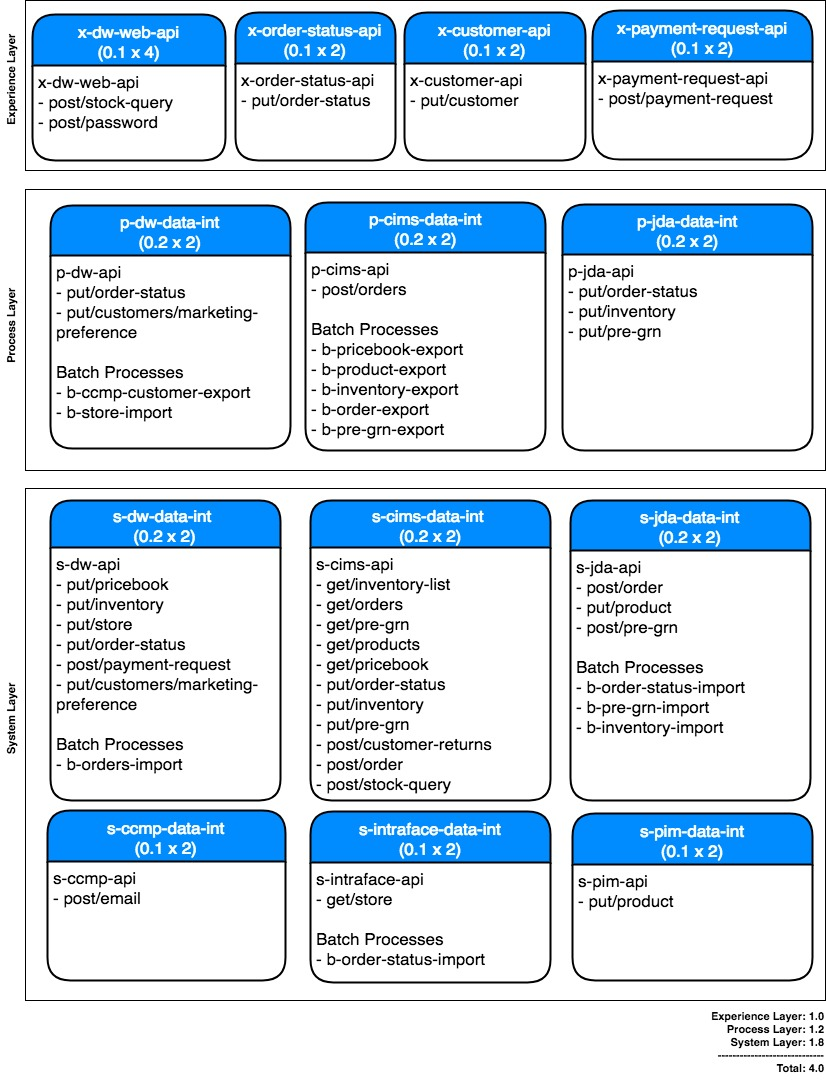 Experience Layer
x-dw-web-api
(0.1 x 4)
x-dw-web-api
- post/stock-query
- post/password
x-order-status-api
(0.1 x 2)
x-order-status-api
- put/order-status
x-customer-api
(0.1 x 2)
x-customer-api
- put/customer
x-payment-request-api
(0.1 x 2)
x-payment-request-api
- post/payment-request
Process Layer
p-dw-data-int
(0.2 x 2)
p-dw-api
- put/order-status
- put/customers/marketing-
preference
Batch Processes
- b-ccmp-customer-export
- b-store-import
p-cims-data-int
(0.2 x 2)
p-cims-api
- post/orders
Batch Processes
- b-pricebook-export
- b-product-export
- b-inventory-export
- b-order-export
- b-pre-grn-export
p-jda-data-int
(0.2 x 2)
p-jda-api
- put/order-status
- put/inventory
- put/pre-grn
System Layer
s-dw-data-int
(0.2 x 2)
s-dw-api
- put/pricebook
- put/inventory
- put/store
- put/order-status
- post/payment-request
- put/customers/marketing-
preference
Batch Processes
- b-orders-import
s-cims-data-int
(0.2 x 2)
s-cims-api
- get/inventory-list
- get/orders
- get/pre-grn
- get/products
- get/pricebook
- put/order-status
- put/inventory
- put/pre-grn
- post/customer-returns
- post/order
- post/stock-query
s-jda-data-int
(0.2 x 2)
s-jda-api
- post/order
- put/product
- post/pre-grn
Batch Processes
- b-order-status-import
- b-pre-grn-import
- b-inventory-import
s-ccmp-data-int
(0.1 x 2)
s-ccmp-api
- post/email
s-intraface-data-int
(0.1 x 2)
s-intraface-api
- get/store
Batch Processes
- b-order-status-import
s-pim-data-int
(0.1 x 2)
s-pim-api
- put/product
Experience Layer: 1.0
Process Layer: 1.2
System Layer: 1.8
-----------------------------
Total: 4.0